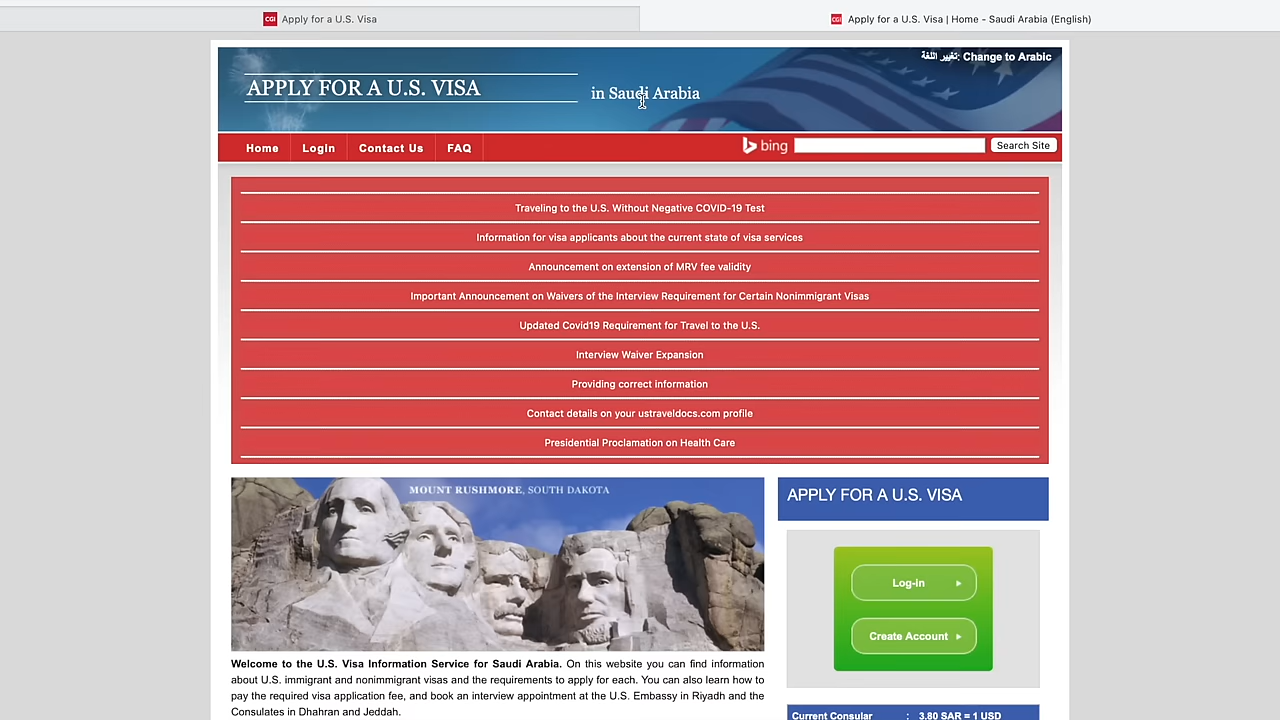 CGI Apply for a U.S. Visa
CGI Apply for a U.S. Visa | Home - Saudi Arabia (English)
تغيير اللغة: Change to Arabic
APPLY FOR A U.S. VISA
in Saudi Arabia
Home Login Contact Us FAQ
bing Search Site
Traveling to the U.S. Without Negative COVID-19 Test
Information for visa applicants about the current state of visa services
Announcement on extension of MRV fee validity
Important Announcement on Waivers of the Interview Requirement for Certain Nonimmigrant Visas
Updated Covid19 Requirement for Travel to the U.S.
Interview Waiver Expansion
Providing correct information
Contact details on your ustraveldocs.com profile
Presidential Proclamation on Health Care
MOUNT RUSHMORE, SOUTH DAKOTA
Welcome to the U.S. Visa Information Service for Saudi Arabia. On this website you can find information
about U.S. immigrant and nonimmigrant visas and the requirements to apply for each. You can also learn how to
pay the required visa application fee, and book an interview appointment at the U.S. Embassy in Riyadh and the
Consulates in Dhahran and Jeddah.
APPLY FOR A U.S. VISA
Log-in
Create Account
Current Consular : 3.80 SAR = 1 USD